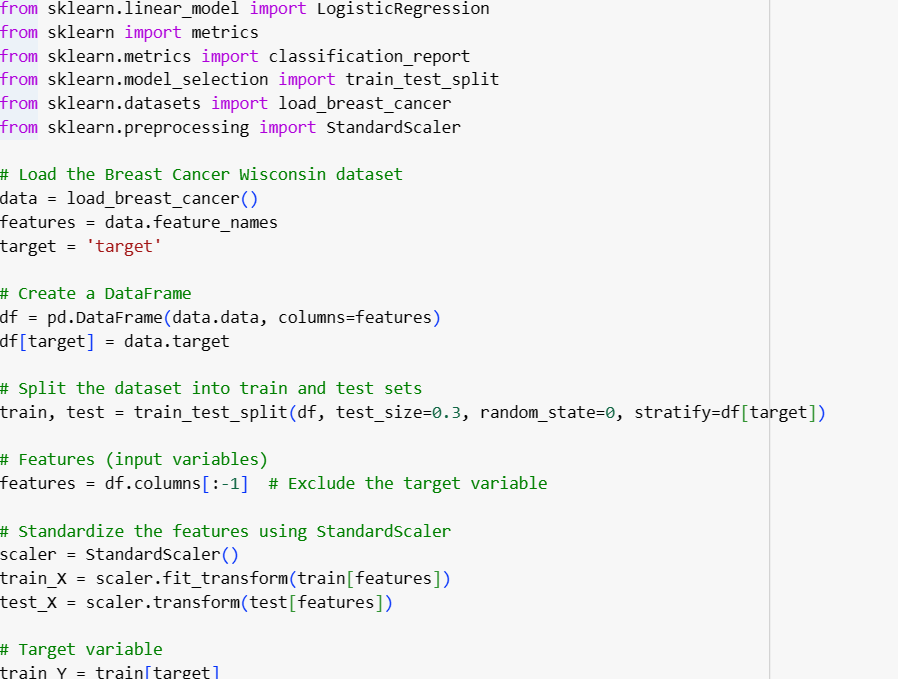 from sklearn.linear_model import LogisticRegression
from sklearn import metrics
from sklearn.metrics import classification_report
from sklearn.model_selection import train_test_split
from sklearn.datasets import load_breast_cancer
from sklearn.preprocessing import StandardScaler
# Load the Breast Cancer Wisconsin dataset
data = load_breast_cancer()
features = data.feature_names
target = 'target'
# Create a DataFrame
df = pd.DataFrame(data.data, columns=features)
df[target] = data.target
# Split the dataset into train and test sets
train, test = train_test_split(df, test_size=0.3, random_state=0, stratify=df[target])
# Features (input variables)
features = df.columns[:-1]  # Exclude the target variable
# Standardize the features using StandardScaler
scaler = StandardScaler()
train_X = scaler.fit_transform(train[features])
test_X = scaler.transform(test[features])
# Target variable
train_Y = train[target]